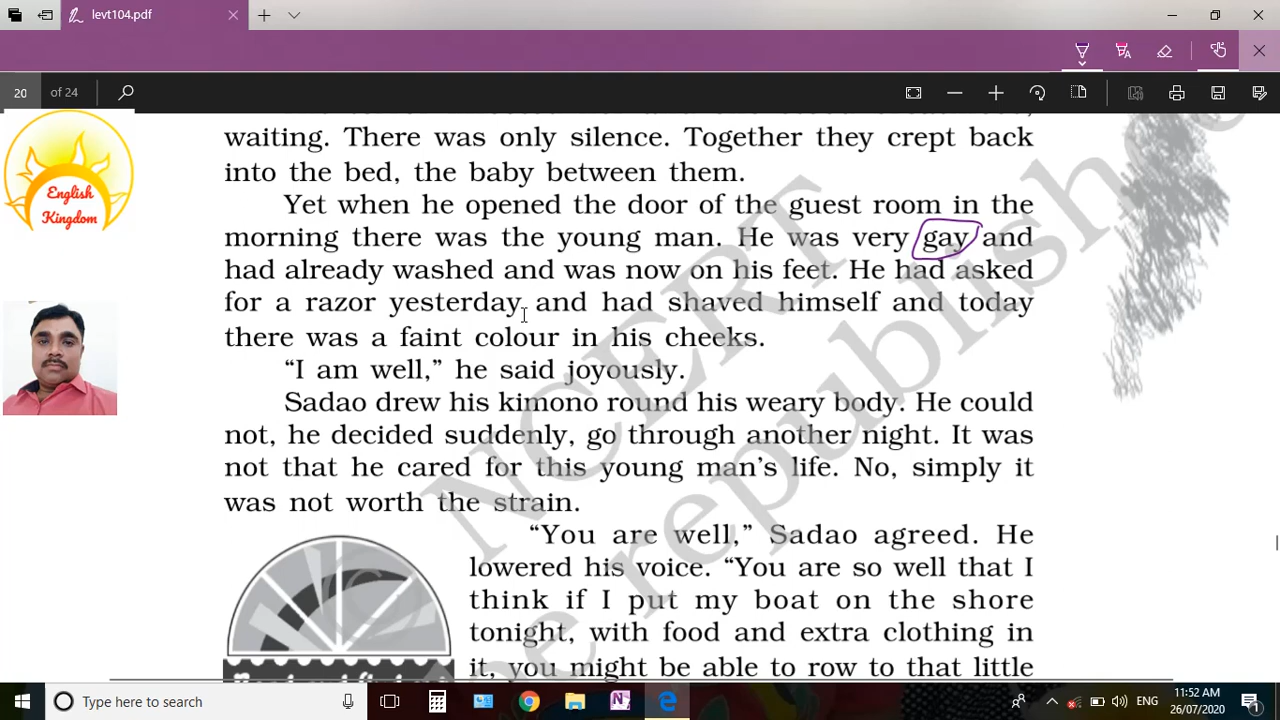 levt104.pdf
20 of 24
English
Kingdom
waiting. There was only silence. Together they crept back
into the bed, the baby between them.
Yet when he opened the door of the guest room in the
morning there was the young man. He was very gay and
had already washed and was now on his feet. He had asked
for a razor yesterday and had shaved himself and today
there was a faint colour in his cheeks.
“I am well,” he said joyously.
Sadao drew his kimono round his weary body. He could
not, he decided suddenly, go through another night. It was
not that he cared for this young man’s life. No, simply it
was not worth the strain.
“You are well,” Sadao agreed. He
lowered his voice. “You are so well that I
think if I put my boat on the shore
tonight, with food and extra clothing in
it, you might be able to row to that little
NCERT
be republished
Type here to search
ENG
11:52 AM
26/07/2020